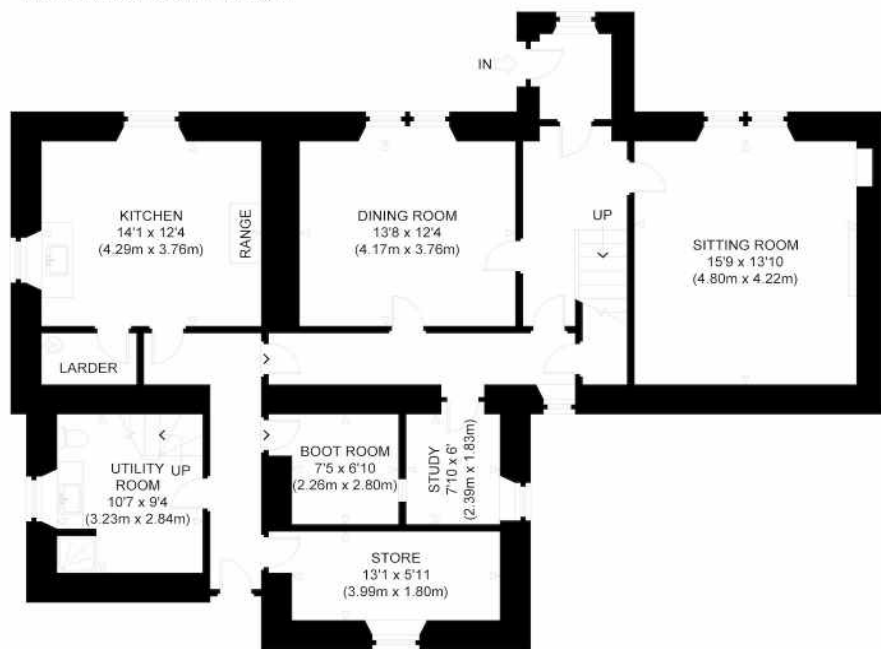 IN
KITCHEN
14'1 x 12'4
(4.29m x 3.76m)
RANGE
DINING ROOM
13'8 x 12'4
(4.17m x 3.76m)
UP
SITTING ROOM
15'9 x 13'10
(4.80m x 4.22m)
LARDER
UP
UTILITY
ROOM
10'7 x 9'4
(3.23m x 2.84m)
BOOT ROOM
7'5 x 6'10
(2.26m x 2.80m)
STUDY
7'10 x 6'
(2.39m x 1.83m)
STORE
13'1 x 5'11
(3.99m x 1.80m)